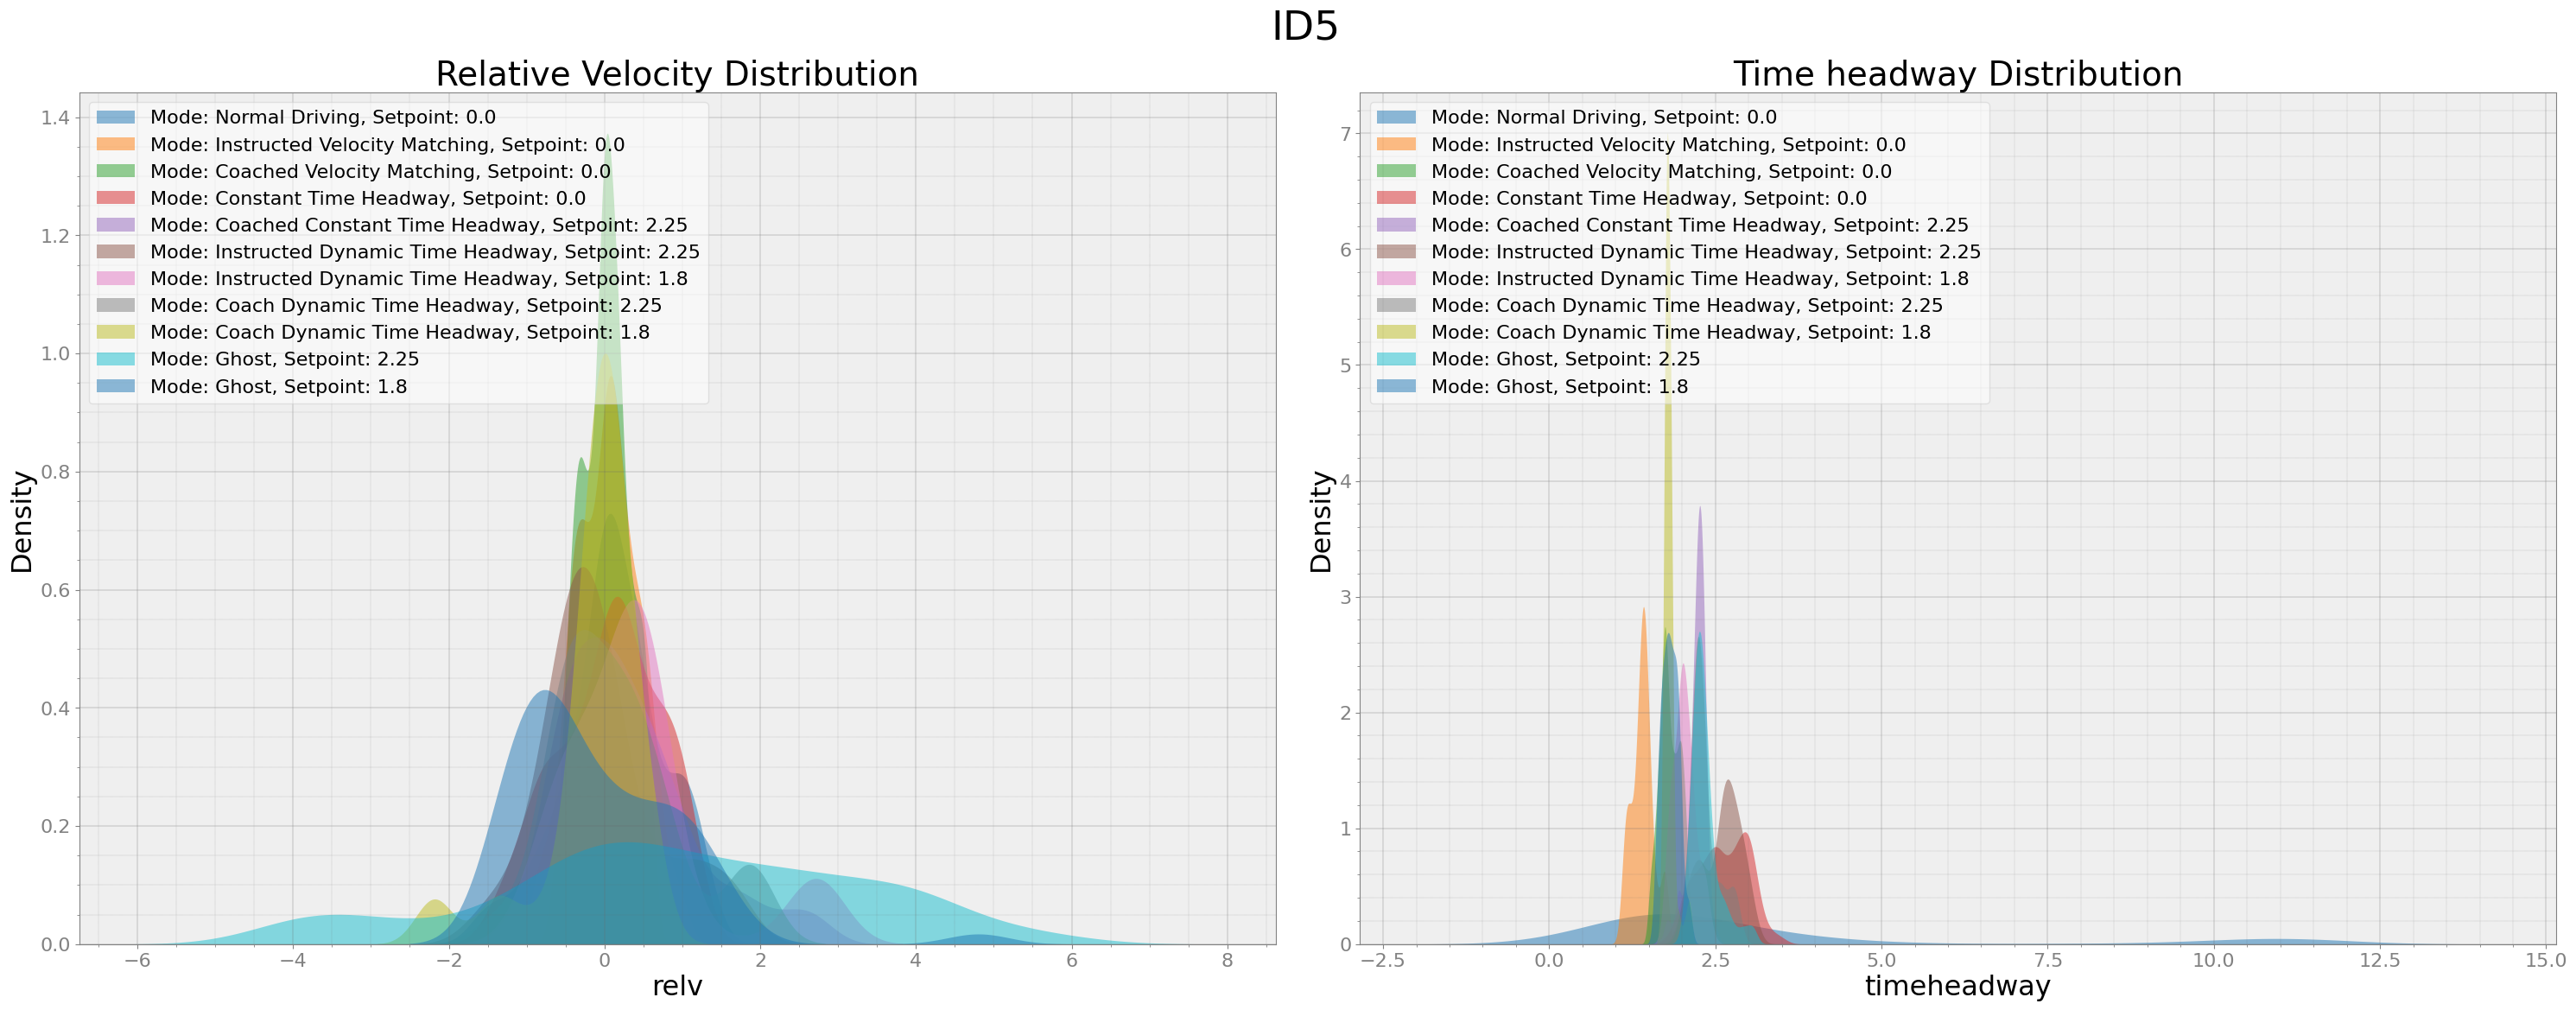 ID5
Relative Velocity Distribution
Mode: Normal Driving, Setpoint: 0.0
Mode: Instructed Velocity Matching, Setpoint: 0.0
Mode: Coached Velocity Matching, Setpoint: 0.0
Mode: Constant Time Headway, Setpoint: 0.0
Mode: Coached Constant Time Headway, Setpoint: 2.25
Mode: Instructed Dynamic Time Headway, Setpoint: 2.25
Mode: Instructed Dynamic Time Headway, Setpoint: 1.8
Mode: Coach Dynamic Time Headway, Setpoint: 2.25
Mode: Coach Dynamic Time Headway, Setpoint: 1.8
Mode: Ghost, Setpoint: 2.25
Mode: Ghost, Setpoint: 1.8
Density
1.4
1.2
1.0
0.8
0.6
0.4
0.2
0.0
−6 −4 −2 0 2 4 6 8
relv
Time headway Distribution
Mode: Normal Driving, Setpoint: 0.0
Mode: Instructed Velocity Matching, Setpoint: 0.0
Mode: Coached Velocity Matching, Setpoint: 0.0
Mode: Constant Time Headway, Setpoint: 0.0
Mode: Coached Constant Time Headway, Setpoint: 2.25
Mode: Instructed Dynamic Time Headway, Setpoint: 2.25
Mode: Instructed Dynamic Time Headway, Setpoint: 1.8
Mode: Coach Dynamic Time Headway, Setpoint: 2.25
Mode: Coach Dynamic Time Headway, Setpoint: 1.8
Mode: Ghost, Setpoint: 2.25
Mode: Ghost, Setpoint: 1.8
Density
7
6
5
4
3
2
1
0
−2.5 0.0 2.5 5.0 7.5 10.0 12.5 15.0
timeheadway